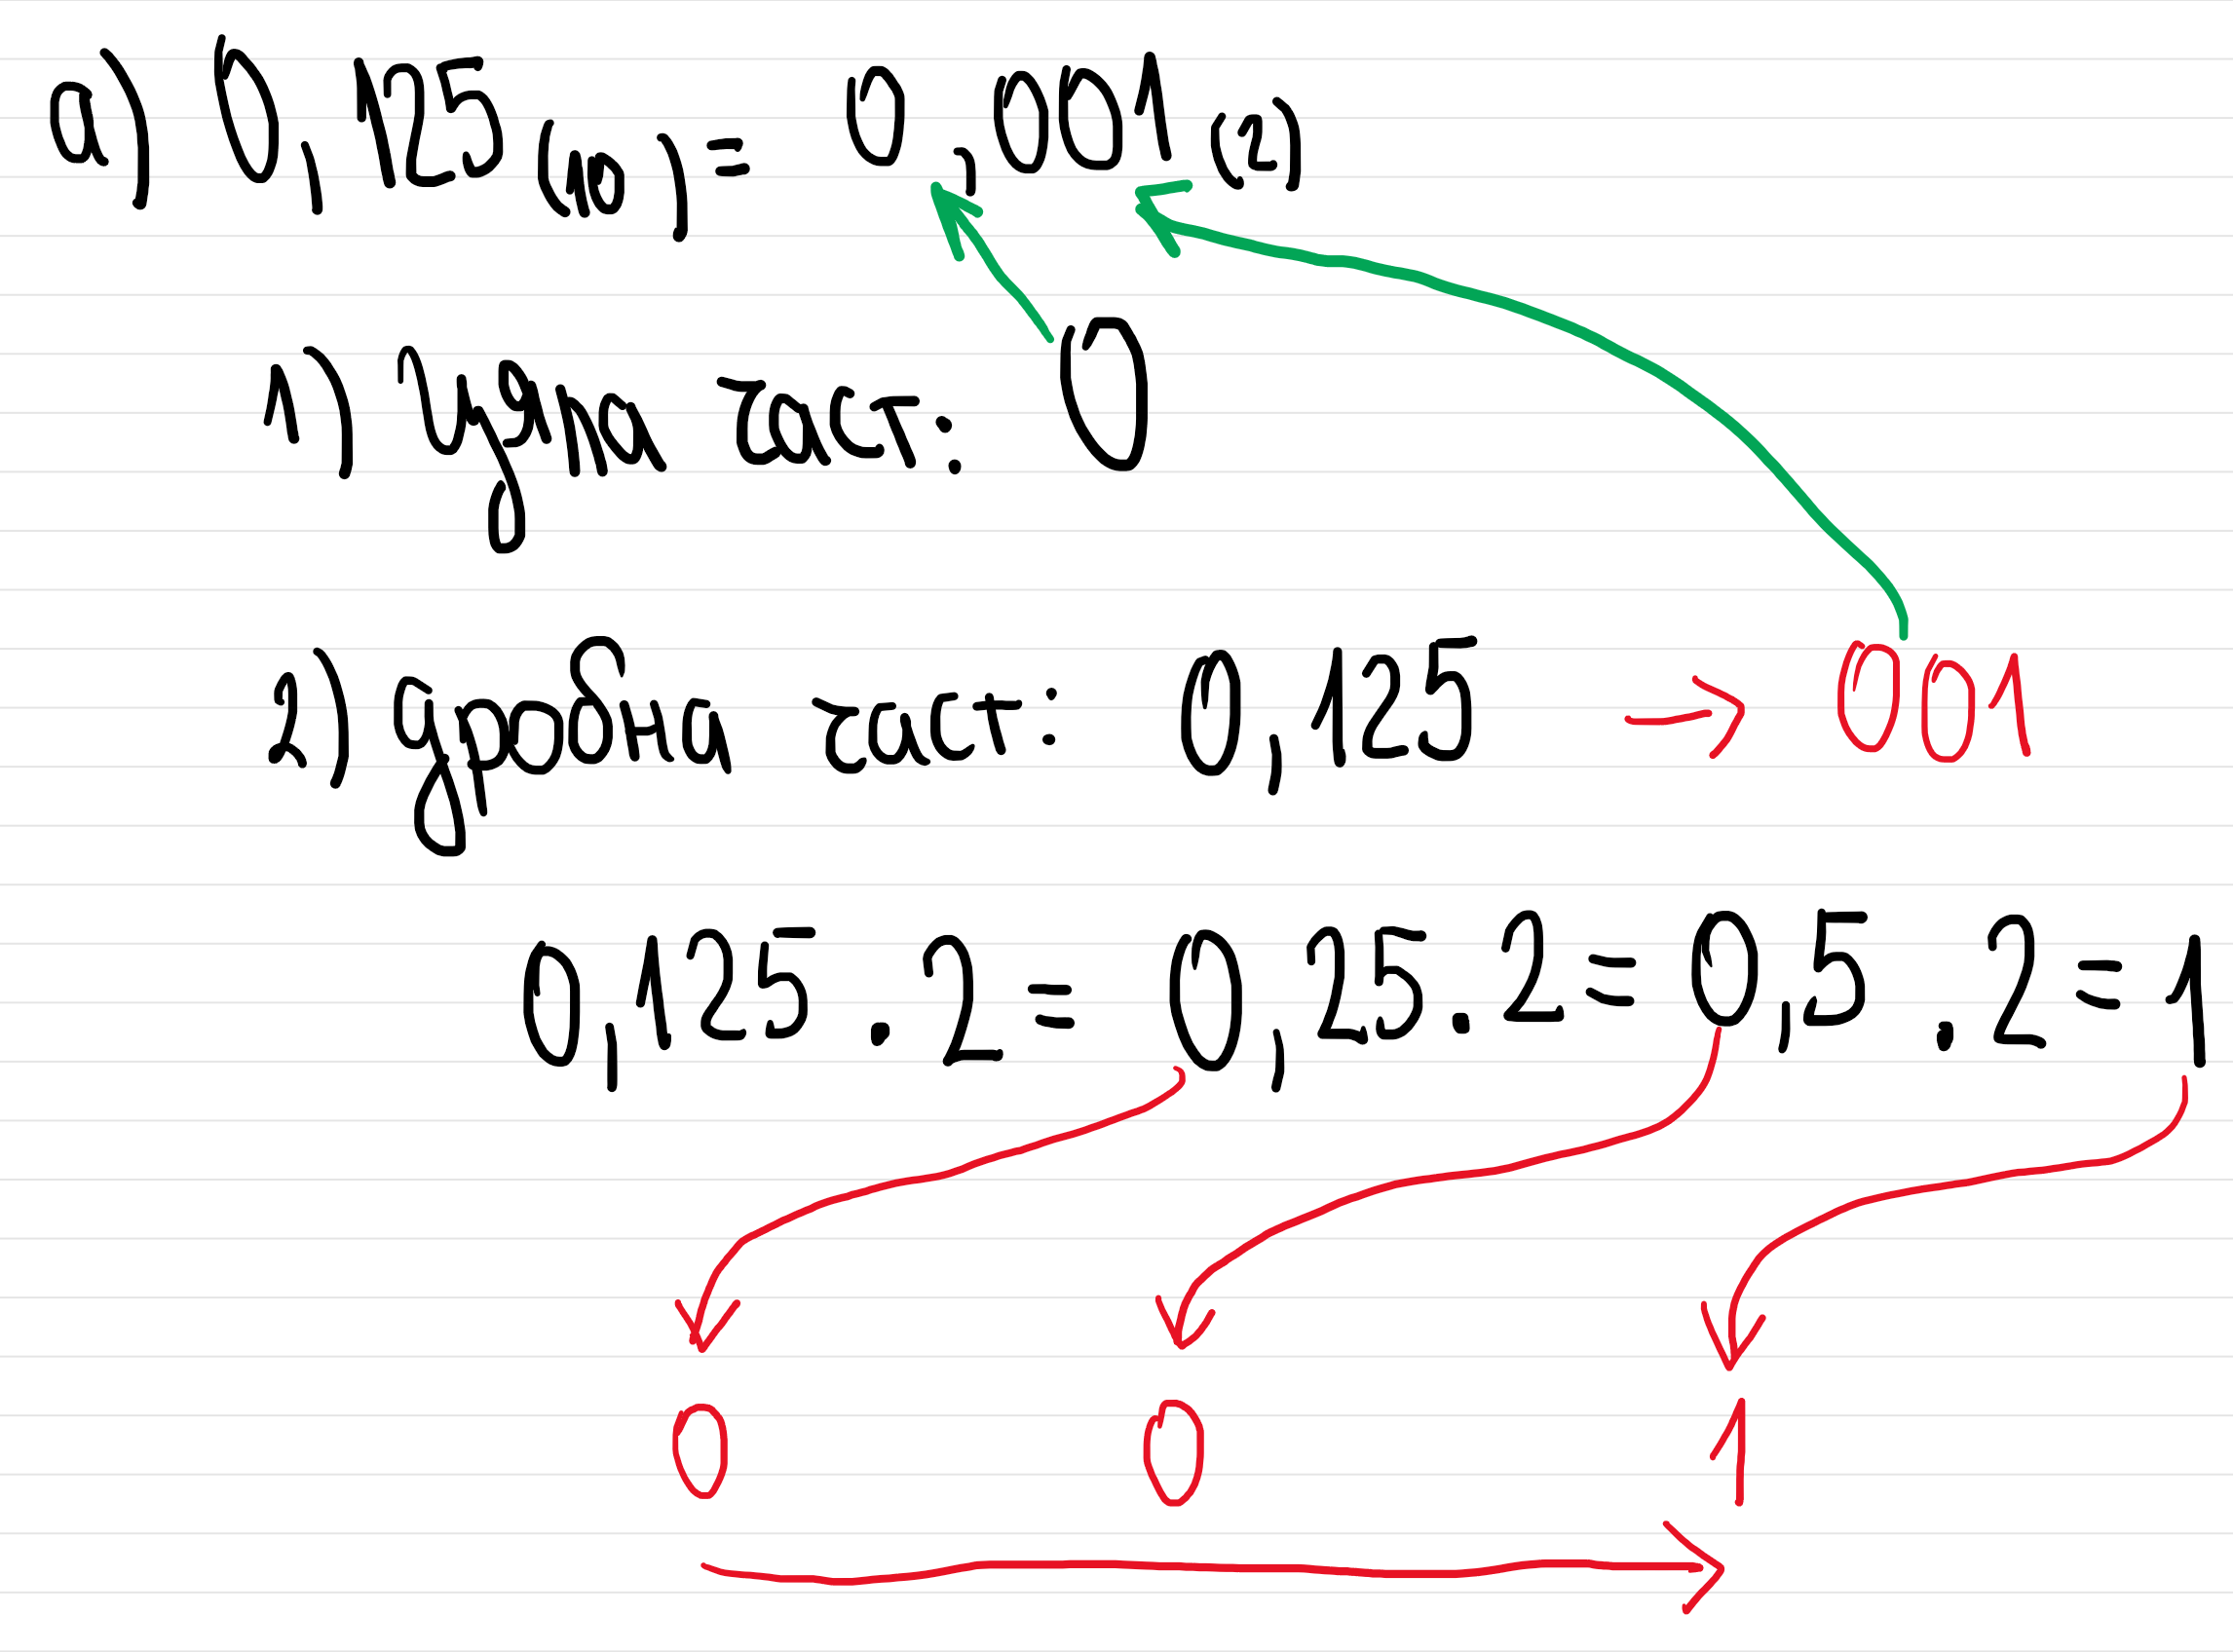 а) 0,125(10) = 0,001(2)
1) Цяла част: 0
2) дробна част: 0,125 → 001
0,125 . 2 = 0,25 . 2 = 0,5 . 2 = 1
0 0 1